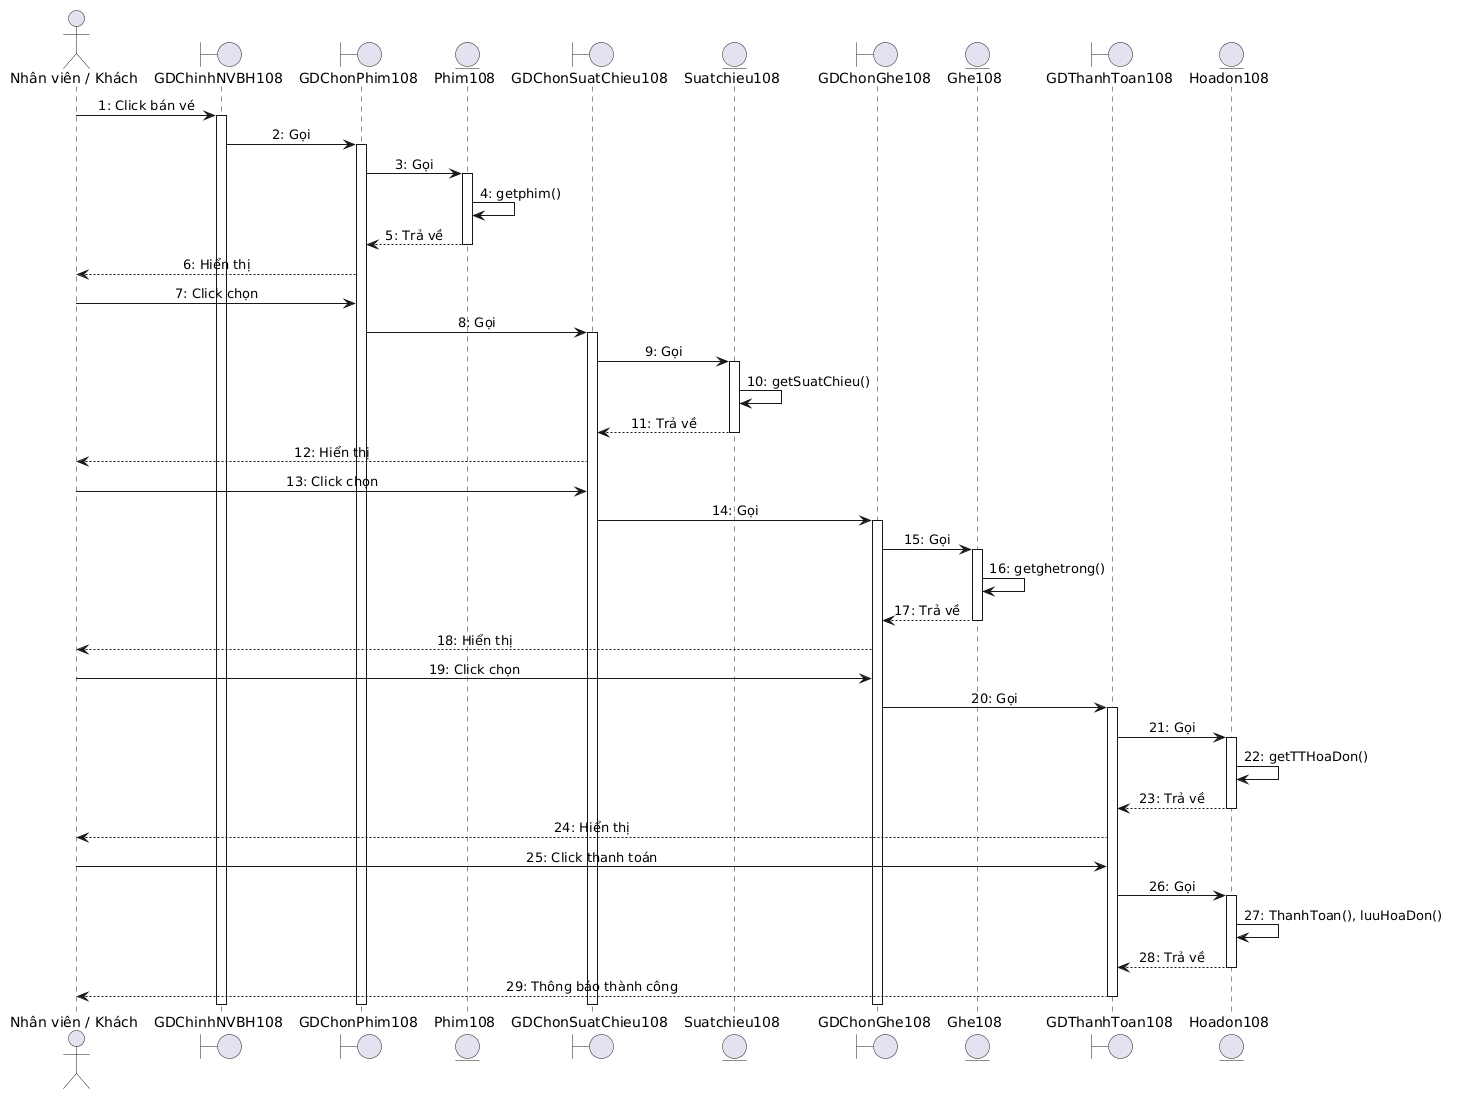 Nhân viên / Khách
GDChinhNVBH108
GDChonPhim108
Phim108
GDChonSuatChieu108
Suatchieu108
GDChonGhe108
Ghe108
GDThanhToan108
Hoadon108
1: Click bán vé
2: Gọi
3: Gọi
4: getphim()
5: Trả về
6: Hiển thị
7: Click chọn
8: Gọi
9: Gọi
10: getSuatChieu()
11: Trả về
12: Hiển thị
13: Click chọn
14: Gọi
15: Gọi
16: getghetrong()
17: Trả về
18: Hiển thị
19: Click chọn
20: Gọi
21: Gọi
22: getTTHoaDon()
23: Trả về
24: Hiển thị
25: Click thanh toán
26: Gọi
27: ThanhToan(), luuHoaDon()
28: Trả về
29: Thông báo thành công
Nhân viên / Khách
GDChinhNVBH108
GDChonPhim108
Phim108
GDChonSuatChieu108
Suatchieu108
GDChonGhe108
Ghe108
GDThanhToan108
Hoadon108